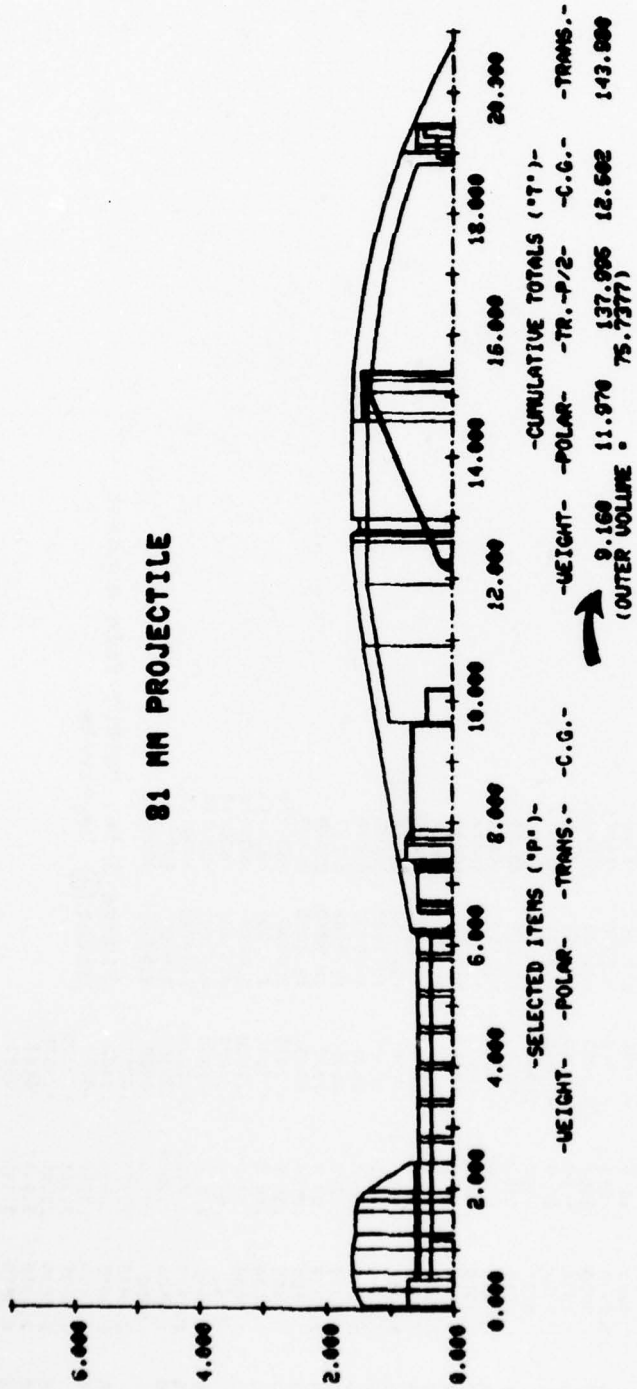 81 MM PROJECTILE
6.000
4.000
2.000
0.000
0.000 2.000 4.000 6.000 8.000 10.000 12.000 14.000 16.000 18.000 20.000
-SELECTED ITEMS ("P")- -CUMULATIVE TOTALS ("T")-
-WEIGHT- -POLAR- -TRANS.- -C.G.- -WEIGHT- -POLAR- -TR.-P/2- -C.G.- -TRANS.-
9.160 11.970 137.995 12.602 143.980
(OUTER VOLUME = 75.7377)